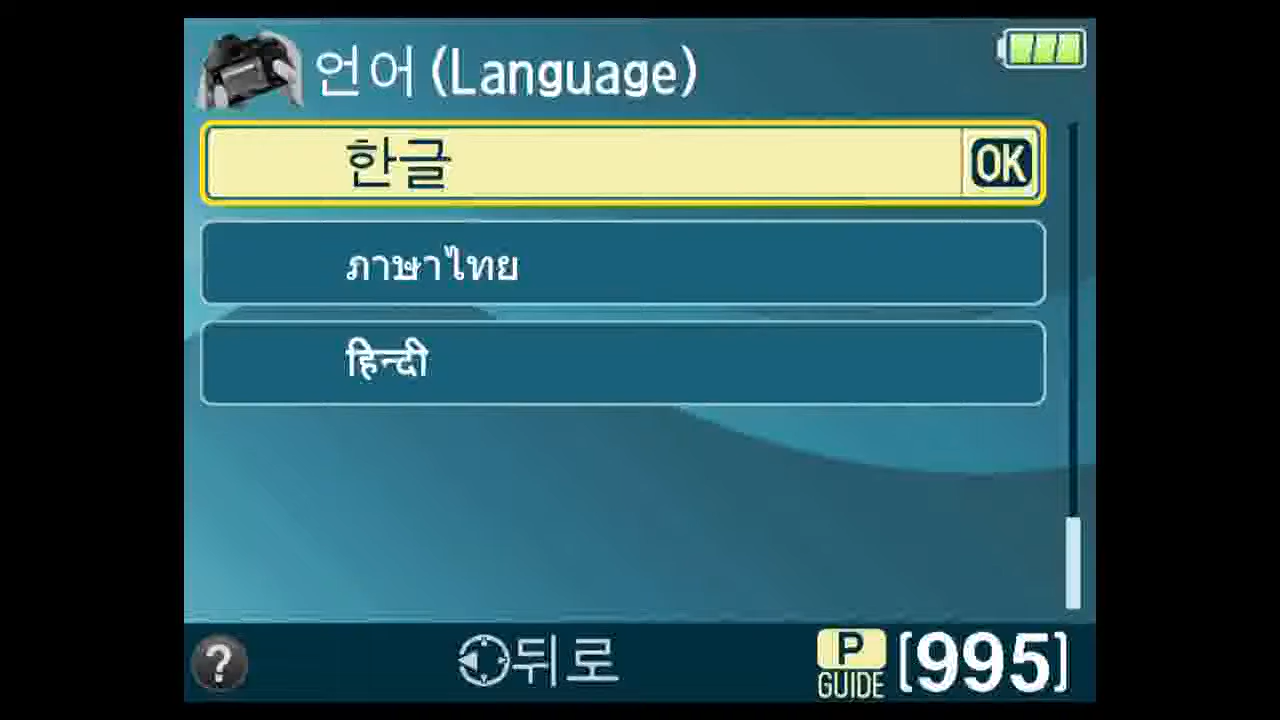 언어 (Language)
한글 OK
ภาษาไทย
हिन्दी
? 뒤로 P GUIDE [995]